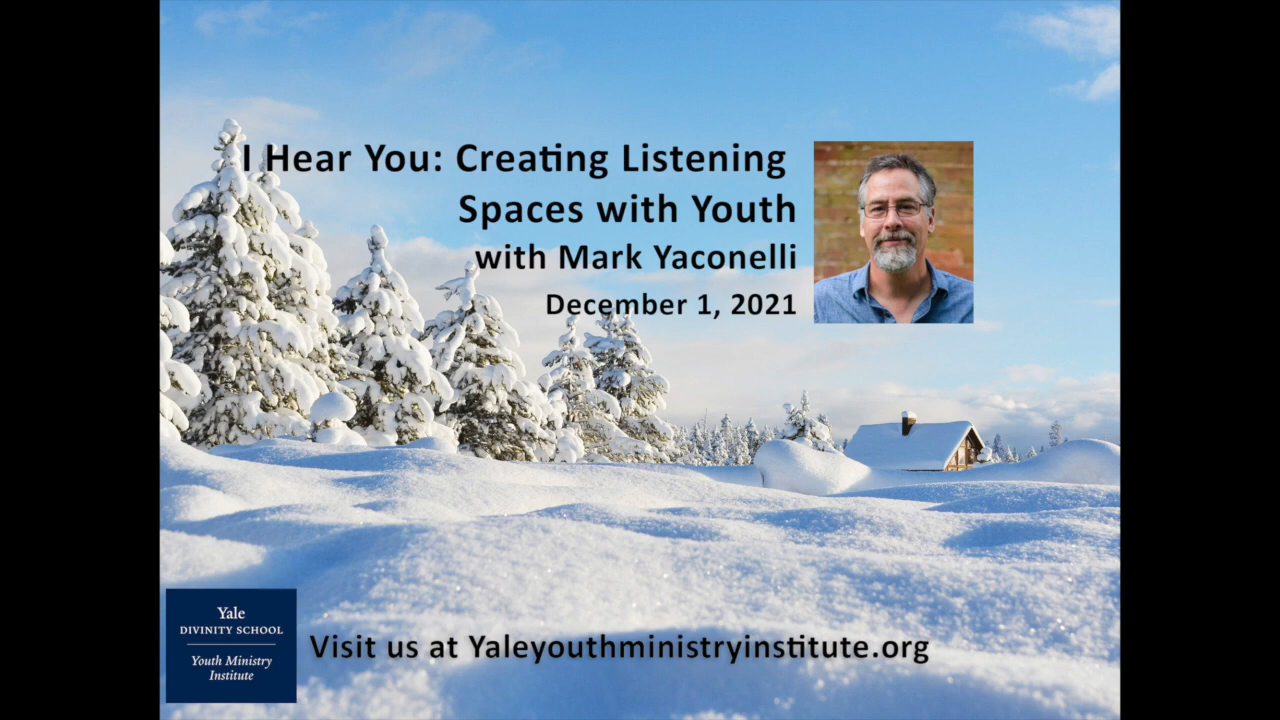 I Hear You: Creating Listening
Spaces with Youth
with Mark Yaconelli
December 1, 2021
Yale
DIVINITY SCHOOL
Youth Ministry
Institute
Visit us at Yaleyouthministryinstitute.org